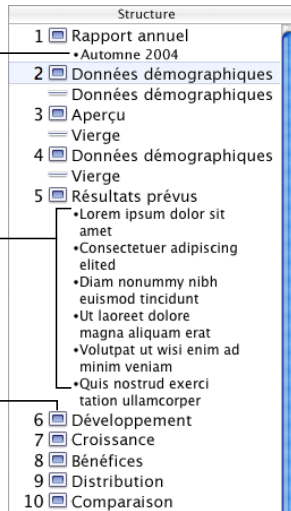 Structure
1 Rapport annuel
•Automne 2004
2 Données démographiques
Données démographiques
3 Aperçu
Vierge
4 Données démographiques
Vierge
5 Résultats prévus
•Lorem ipsum dolor sit
amet
•Consectetuer adipiscing
elited
•Diam nonummy nibh
euismod tincidunt
•Ut laoreet dolore
magna aliquam erat
•Volutpat ut wisi enim ad
minim veniam
•Quis nostrud exerci
tation ullamcorper
6 Développement
7 Croissance
8 Bénéfices
9 Distribution
10 Comparaison